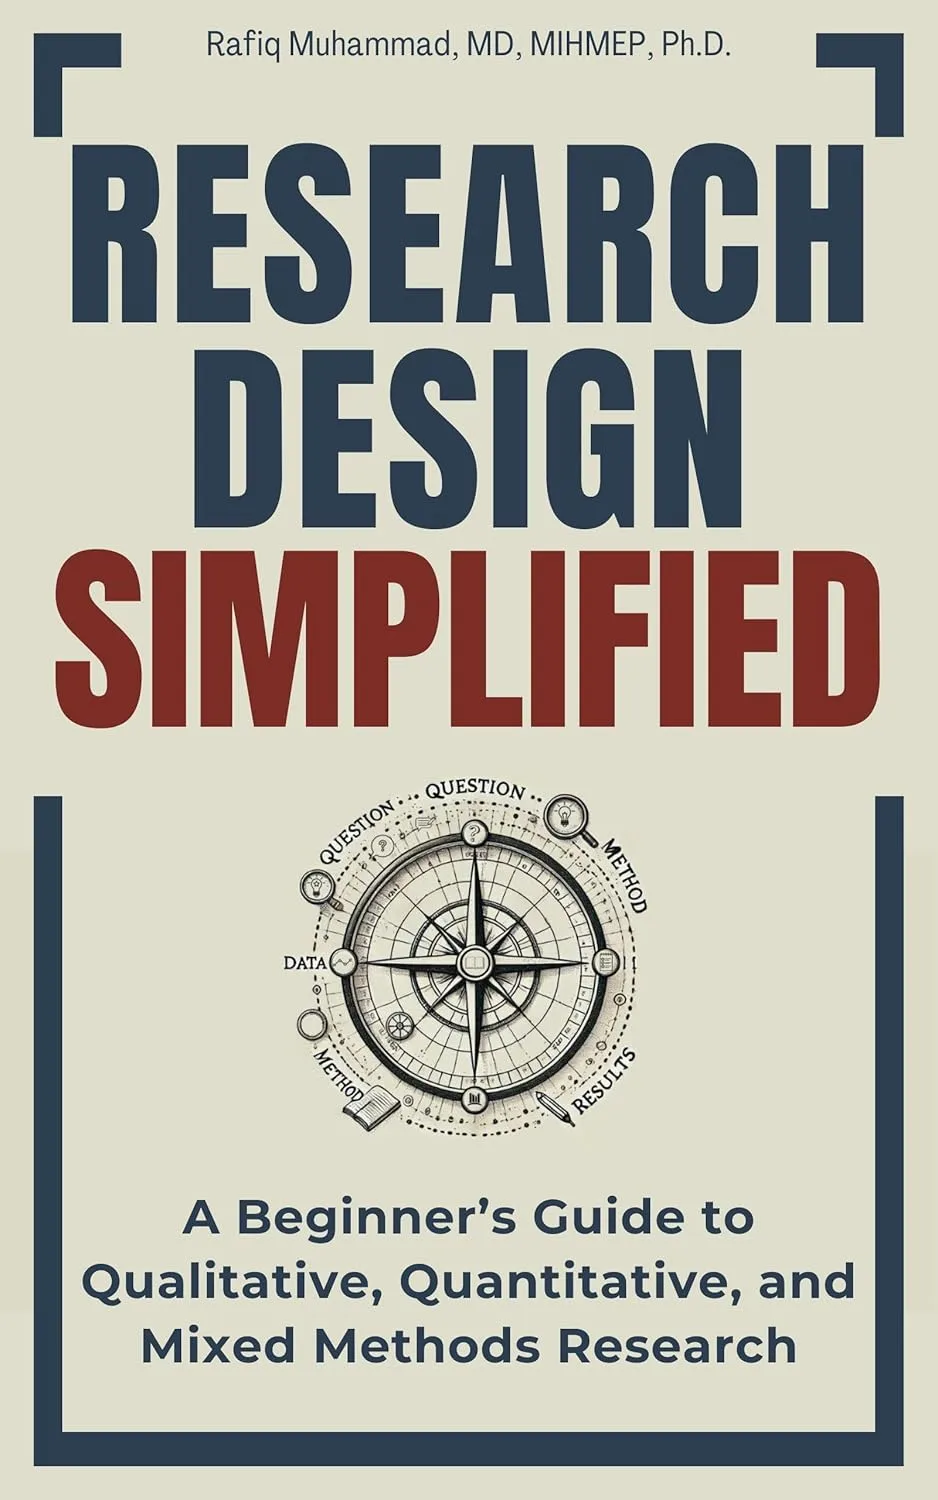 Rafiq Muhammad, MD, MIHMEP, Ph.D.
RESEARCH
DESIGN
SIMPLIFIED
QUESTION
QUESTION
METHOD
DATA
METHOD
RESULTS
A Beginner’s Guide to
Qualitative, Quantitative, and
Mixed Methods Research